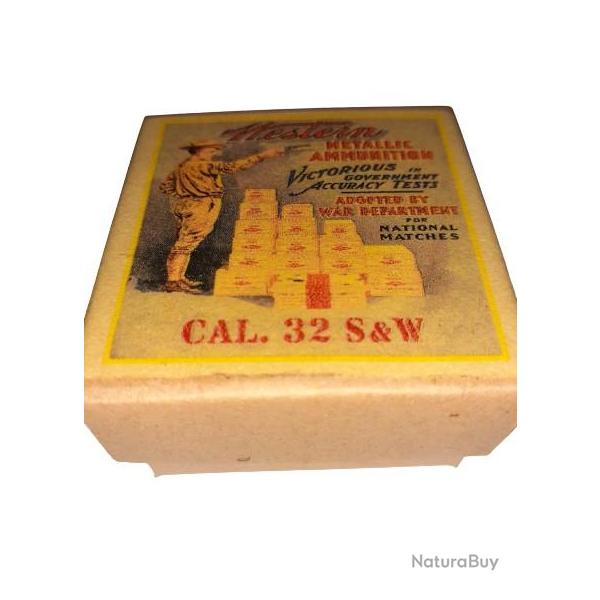 Western
METALLIC
AMMUNITION
VICTORIOUS IN
GOVERNMENT
ACCURACY TESTS
ADOPTED BY
WAR DEPARTMENT
FOR
NATIONAL
MATCHES
CAL. 32 S&W
NaturaBuy